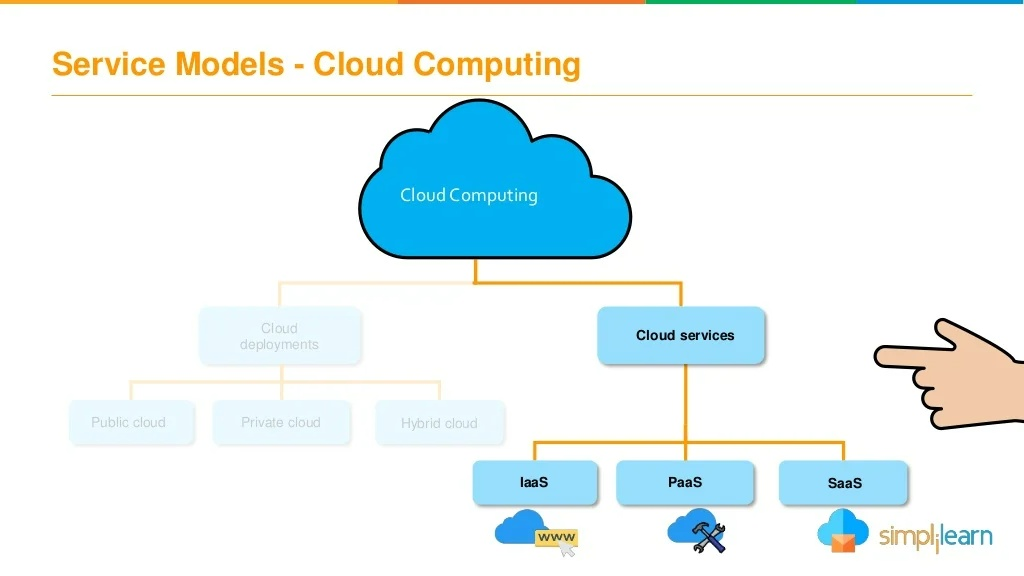 Service Models - Cloud Computing
Cloud Computing
Cloud
deployments
Cloud services
Public cloud
Private cloud
Hybrid cloud
IaaS
PaaS
SaaS
www
simplilearn